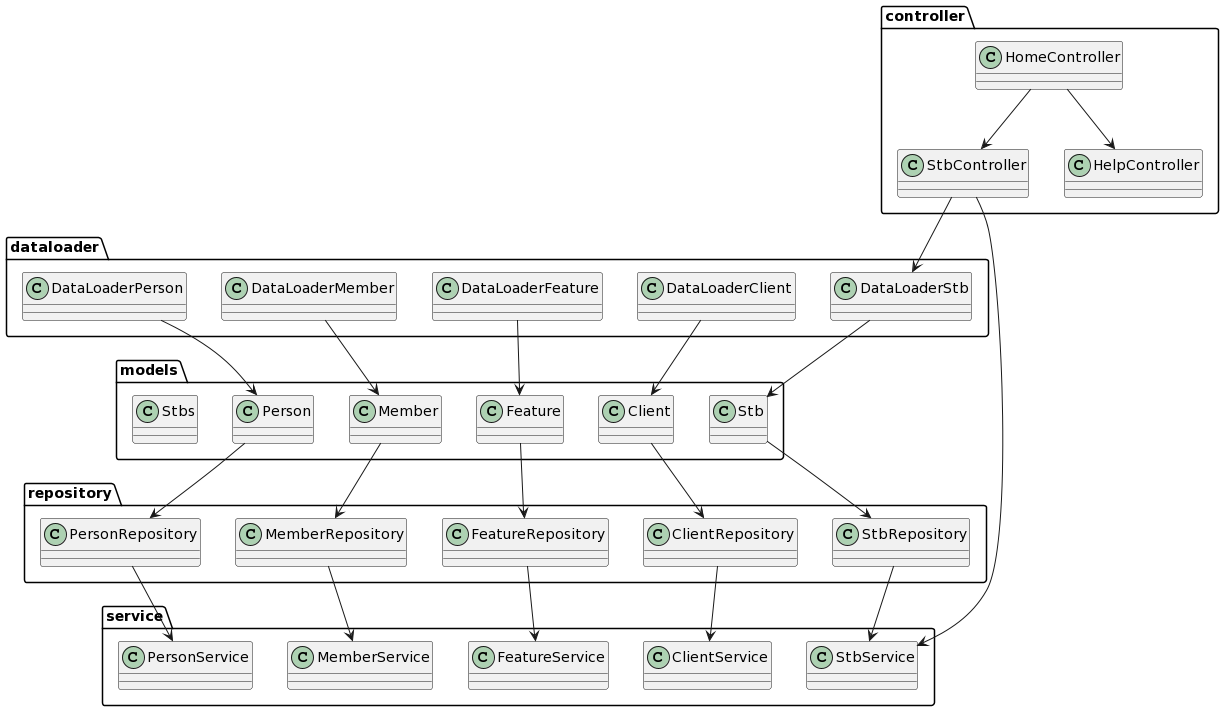 controller
C HomeController
C StbController
C HelpController
dataloader
C DataLoaderPerson
C DataLoaderMember
C DataLoaderFeature
C DataLoaderClient
C DataLoaderStb
models
C Stbs
C Person
C Member
C Feature
C Client
C Stb
repository
C PersonRepository
C MemberRepository
C FeatureRepository
C ClientRepository
C StbRepository
service
C PersonService
C MemberService
C FeatureService
C ClientService
C StbService